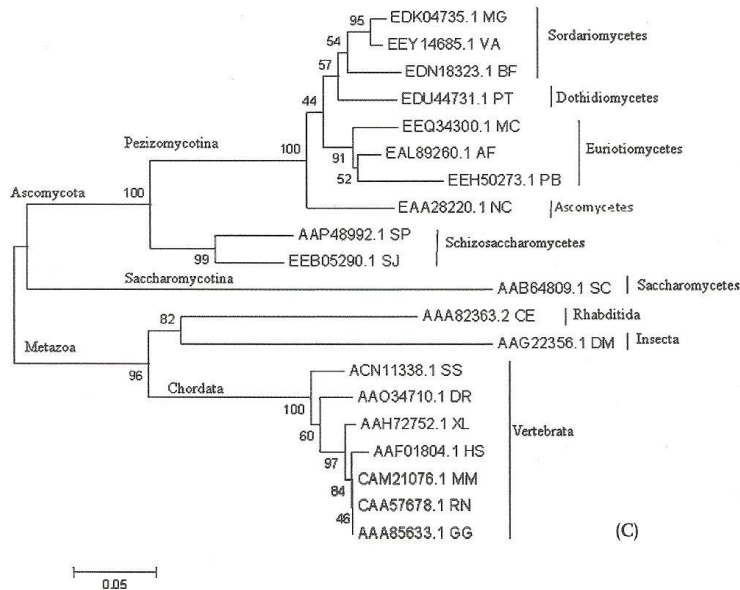 EDK04735.1 MG
95
EEY14685.1 VA
Sordariomycetes
54
EDN18323.1 BF
57
EDU44731.1 PT
Dothidiomycetes
44
EEQ34300.1 MC
Pezizomycotina
EAL89260.1 AF
Euriotiomycetes
100
91
EEH50273.1 PB
52
Ascomycota
100
EAA28220.1 NC
Ascomycetes
AAP48992.1 SP
Schizosaccharomycetes
99
EEB05290.1 SJ
Saccharomycotina
AAB64809.1 SC
Saccharomycetes
AAA82363.2 CE
Rhabditida
82
AAG22356.1 DM
Insecta
Metazoa
96
ACN11338.1 SS
Chordata
AAO34710.1 DR
100
AAH72752.1 XL
60
Vertebrata
AAF01804.1 HS
97
CAM21076.1 MM
84
CAA57678.1 RN
46
AAA85633.1 GG
(C)
0.05